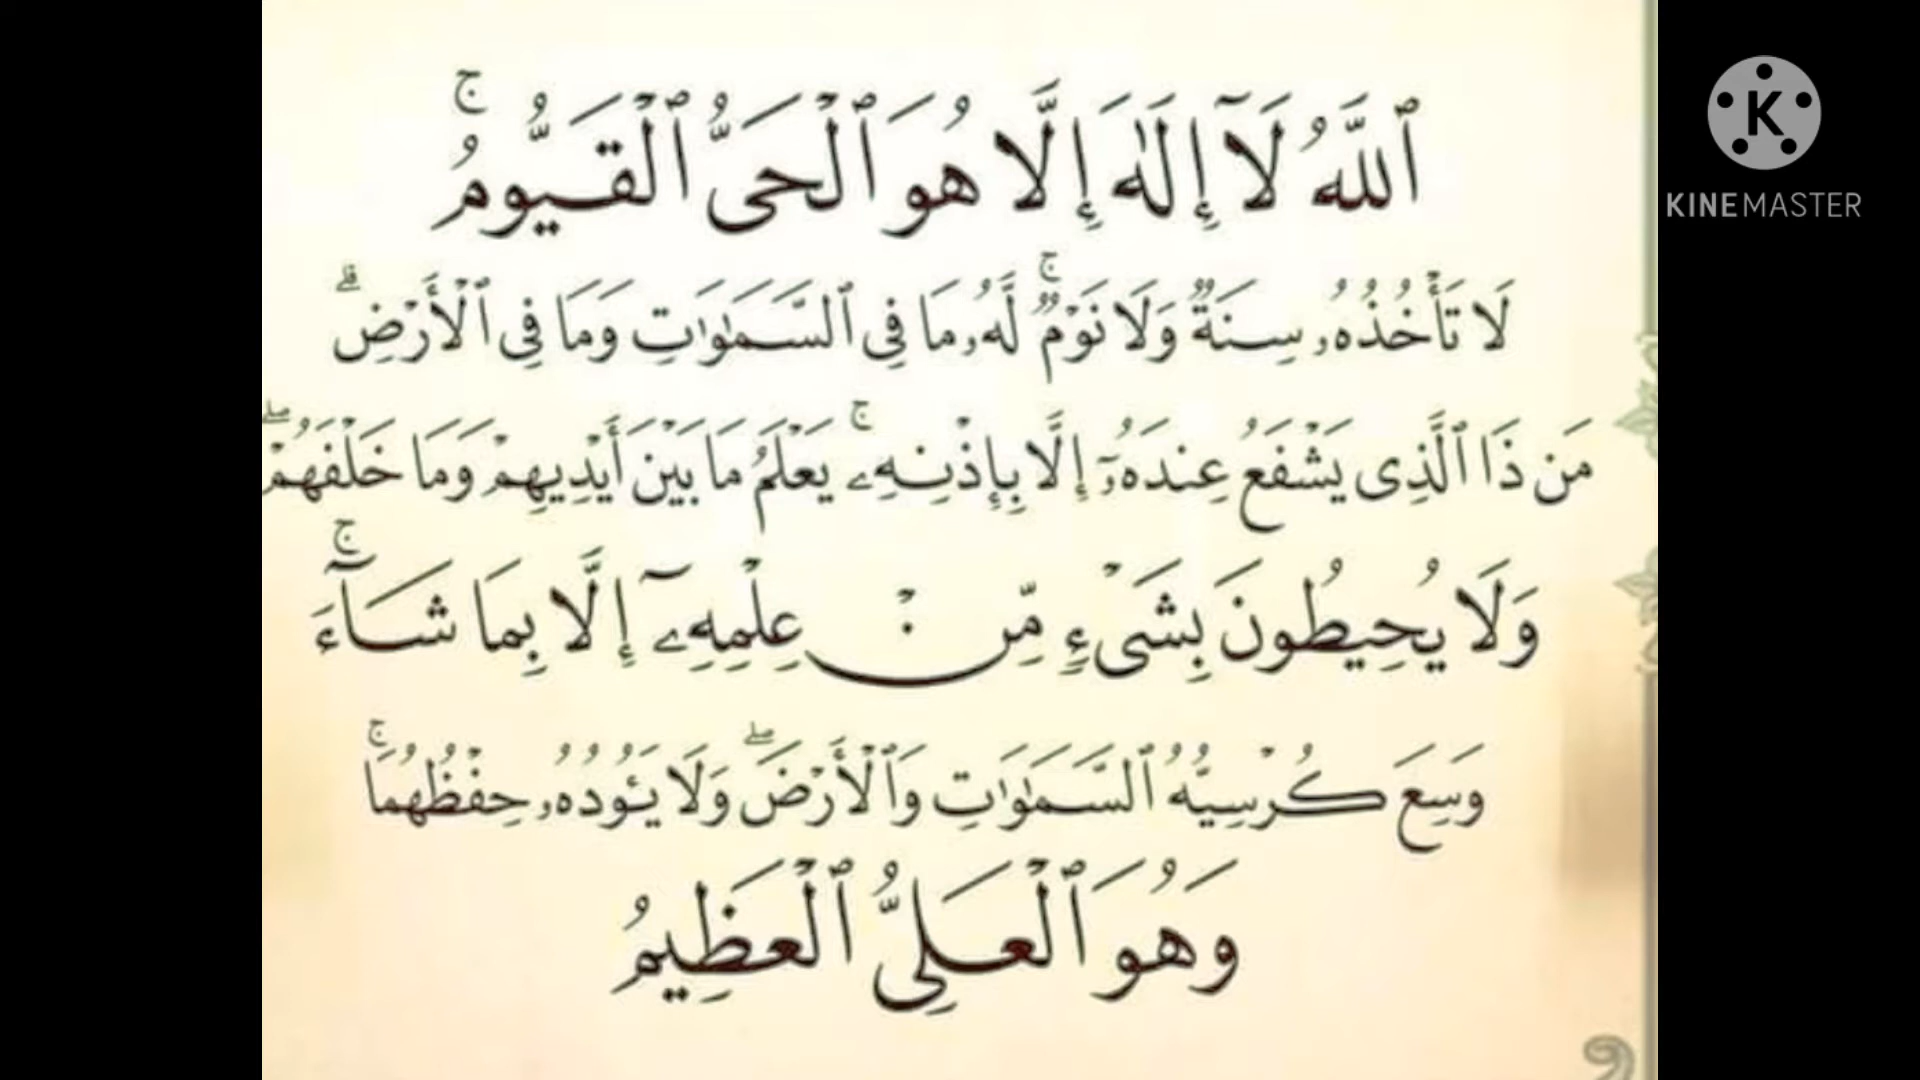 ٱللَّهُ لَآ إِلَٰهَ إِلَّا هُوَ ٱلْحَىُّ ٱلْقَيُّومُ ۚ
لَا تَأْخُذُهُۥ سِنَةٌ وَلَا نَوْمٌ ۚ لَّهُۥ مَا فِى ٱلسَّمَٰوَٰتِ وَمَا فِى ٱلْأَرْضِ ۗ
مَن ذَا ٱلَّذِى يَشْفَعُ عِندَهُۥٓ إِلَّا بِإِذْنِهِۦ ۚ يَعْلَمُ مَا بَيْنَ أَيْدِيهِمْ وَمَا خَلْفَهُمْ ۖ
وَلَا يُحِيطُونَ بِشَىْءٍ مِّنْ عِلْمِهِۦٓ إِلَّا بِمَا شَآءَ ۚ
وَسِعَ كُرْسِيُّهُ ٱلسَّمَٰوَٰتِ وَٱلْأَرْضَ ۖ وَلَا يَـُٔودُهُۥ حِفْظُهُمَا ۚ
وَهُوَ ٱلْعَلِىُّ ٱلْعَظِيمُ
K
KINEMASTER